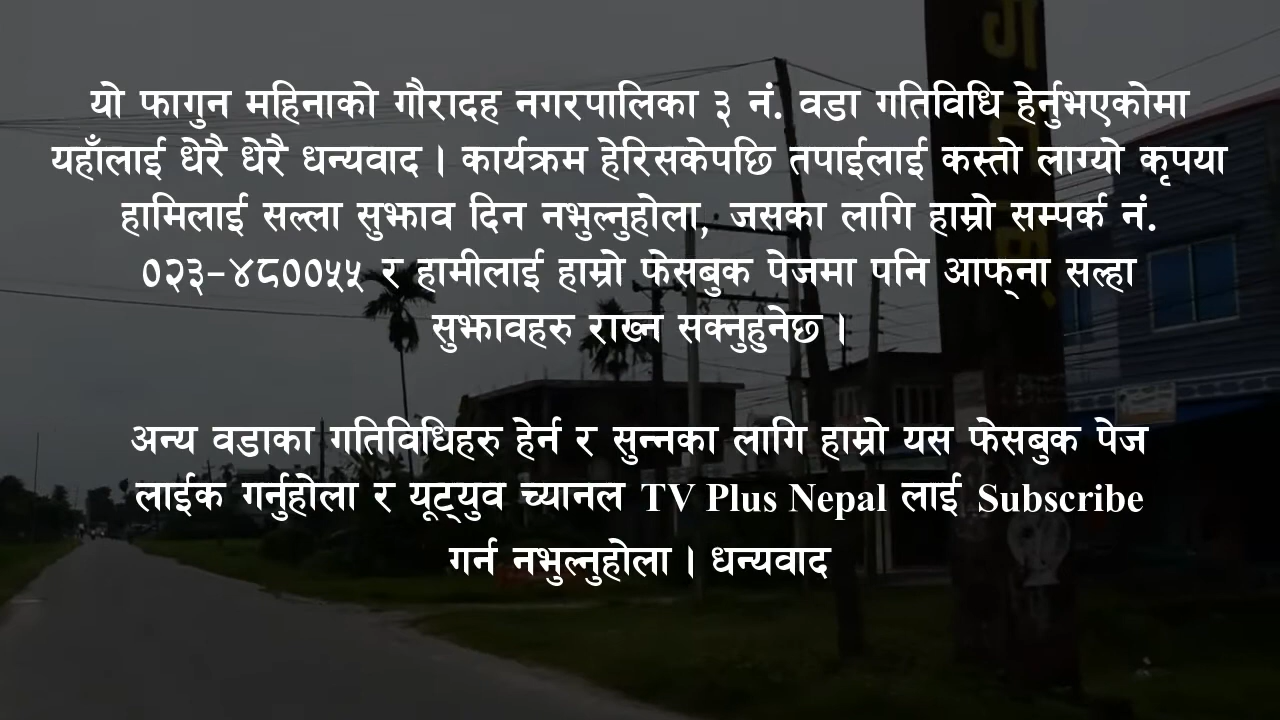 यो फागुन महिनाको गौरादह नगरपालिका ३ नं. वडा गतिविधि हेर्नुभएकोमा
यहाँलाई धेरै धेरै धन्यवाद । कार्यक्रम हेरिसकेपछि तपाईलाई कस्तो लाग्यो कृपया
हामिलाई सल्ला सुझाव दिन नभुल्नुहोला, जसका लागि हाम्रो सम्पर्क नं.
०२३-४८००५५ र हामीलाई हाम्रो फेसबुक पेजमा पनि आफ्‌ना सल्हा
सुझावहरु राख्न सक्नुहुनेछ ।
अन्य वडाका गतिविधिहरु हेर्न र सुन्नका लागि हाम्रो यस फेसबुक पेज
लाईक गर्नुहोला र यूट्‌युव च्यानल TV Plus Nepal लाई Subscribe
गर्न नभुल्नुहोला । धन्यवाद